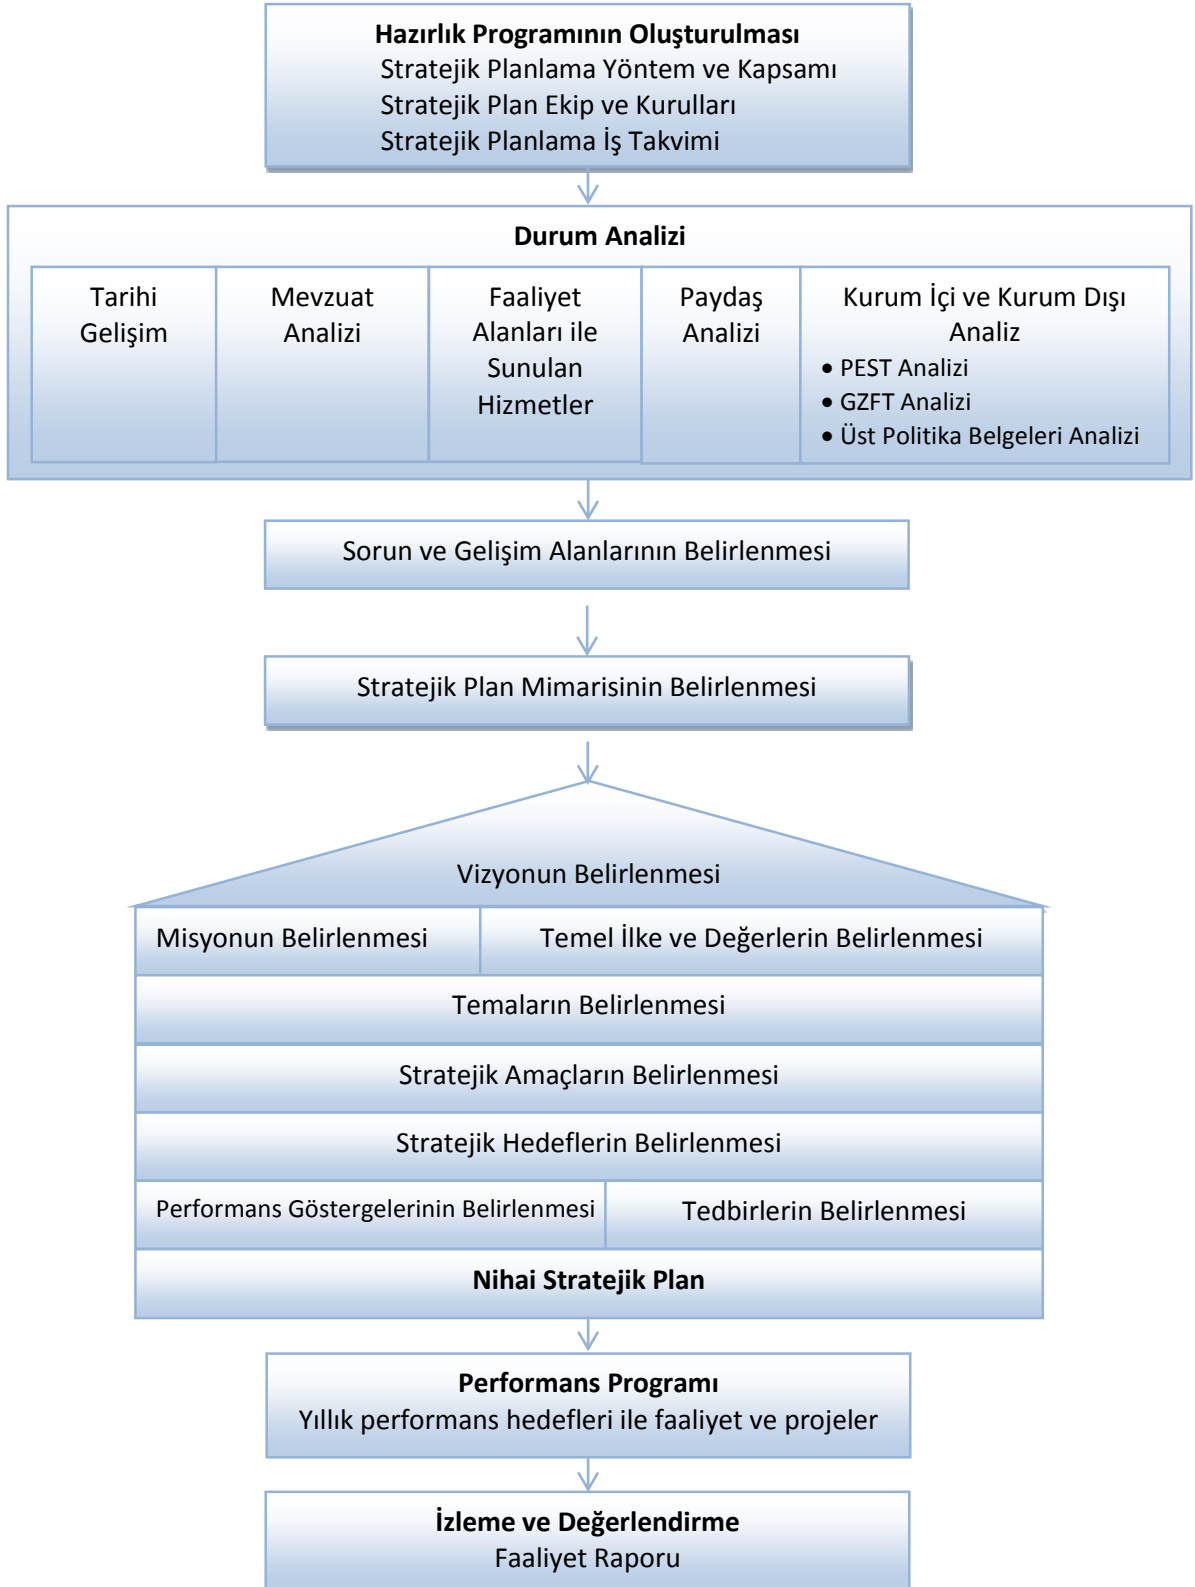 Hazırlık Programının Oluşturulması
Stratejik Planlama Yöntem ve Kapsamı
Stratejik Plan Ekip ve Kurulları
Stratejik Planlama İş Takvimi
Durum Analizi
Tarihi
Gelişim
Mevzuat
Analizi
Faaliyet
Alanları ile
Sunulan
Hizmetler
Paydaş
Analizi
Kurum İçi ve Kurum Dışı
Analiz
• PEST Analizi
• GZFT Analizi
• Üst Politika Belgeleri Analizi
Sorun ve Gelişim Alanlarının Belirlenmesi
Stratejik Plan Mimarisinin Belirlenmesi
Vizyonun Belirlenmesi
Misyonun Belirlenmesi
Temel İlke ve Değerlerin Belirlenmesi
Temaların Belirlenmesi
Stratejik Amaçların Belirlenmesi
Stratejik Hedeflerin Belirlenmesi
Performans Göstergelerinin Belirlenmesi
Tedbirlerin Belirlenmesi
Nihai Stratejik Plan
Performans Programı
Yıllık performans hedefleri ile faaliyet ve projeler
İzleme ve Değerlendirme
Faaliyet Raporu